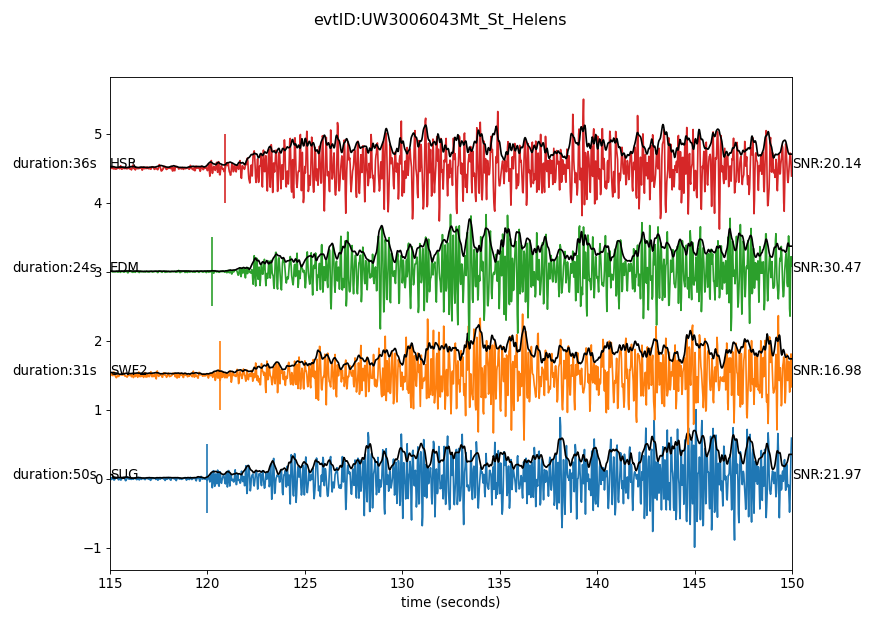 evtID:UW3006043Mt_St_Helens
5
duration:36s HSR SNR:20.14
4
duration:24s 3 EDM SNR:30.47
2
duration:31s SWF2 SNR:16.98
1
duration:50s 0 SUG SNR:21.97
−1
115 120 125 130 135 140 145 150
time (seconds)